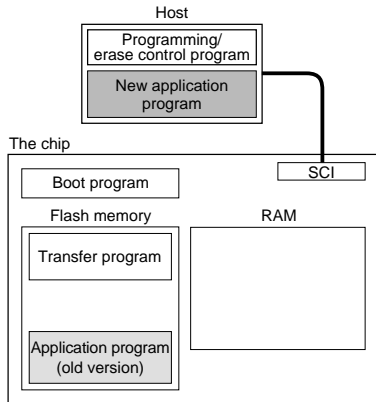 Host
Programming/
erase control program
New application
program
The chip
SCI
Boot program
Flash memory
RAM
Transfer program
Application program
(old version)